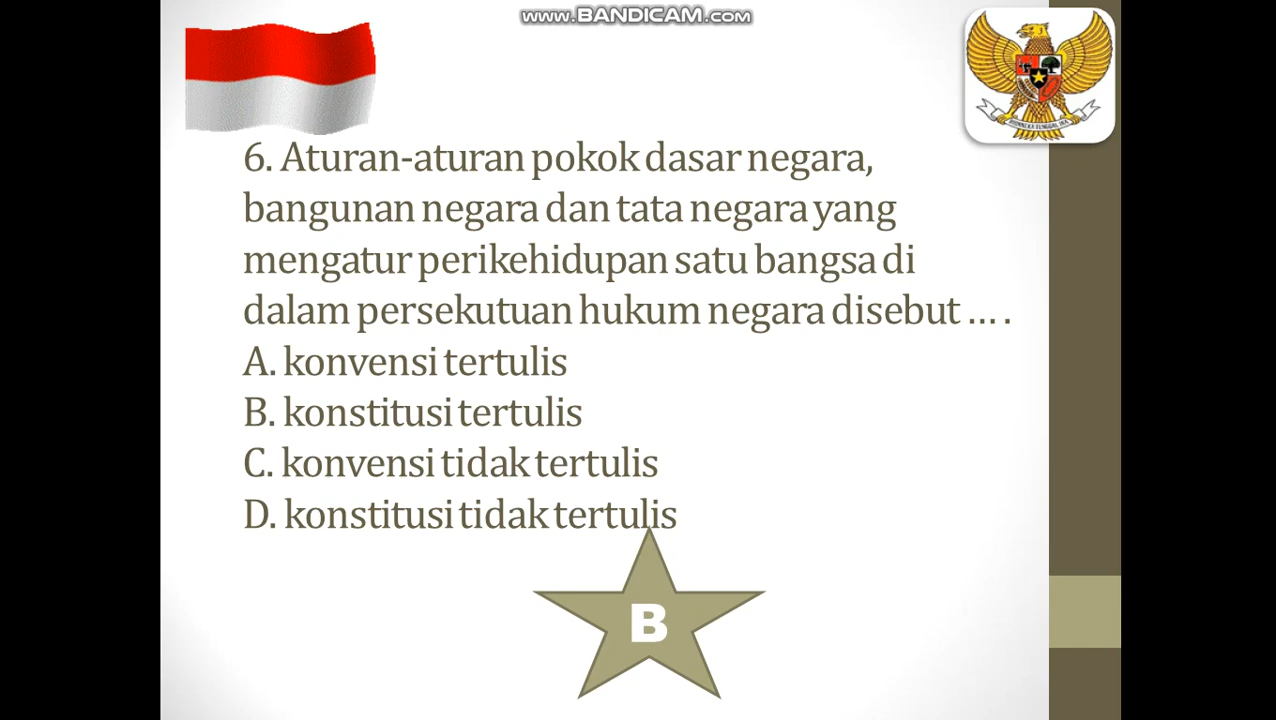 www.BANDICAM.com
6. Aturan-aturan pokok dasar negara,
bangunan negara dan tata negara yang
mengatur perikehidupan satu bangsa di
dalam persekutuan hukum negara disebut ... .
A. konvensi tertulis
B. konstitusi tertulis
C. konvensi tidak tertulis
D. konstitusi tidak tertulis
B